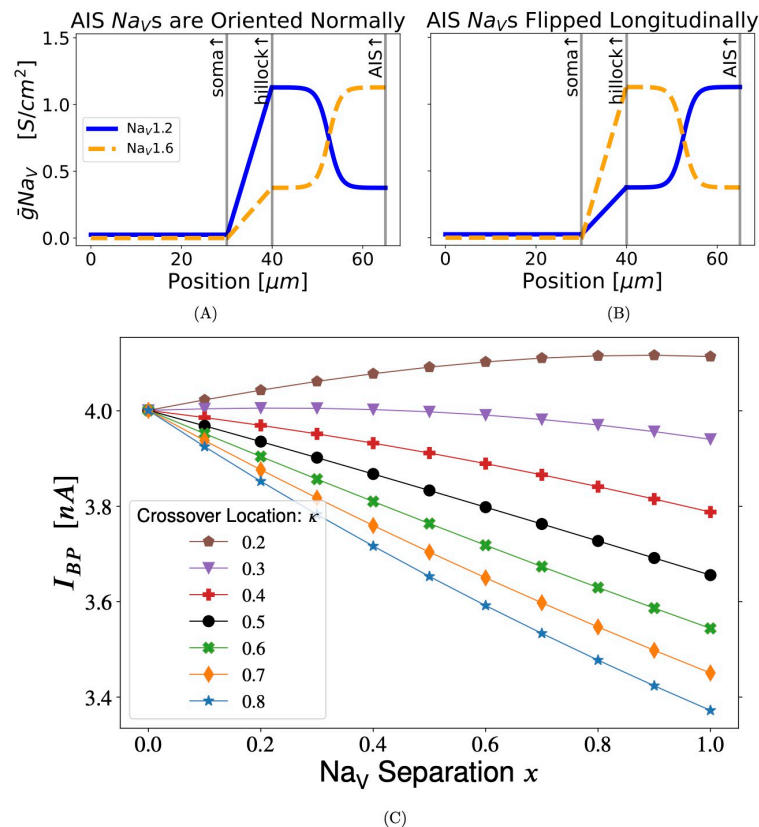 AIS NaVs are Oriented Normally
AIS NaVs Flipped Longitudinally
ḡNaV [S/cm²]
1.5
1.0
0.5
0.0
soma↑
hillock↑
AIS↑
NaV1.2
NaV1.6
0
20
40
60
Position [μm]
(A)
soma↑
hillock↑
AIS↑
0
20
40
60
Position [μm]
(B)
I_BP [nA]
4.0
3.8
3.6
3.4
Crossover Location: κ
0.2
0.3
0.4
0.5
0.6
0.7
0.8
0.0
0.2
0.4
0.6
0.8
1.0
NaV Separation x
(C)